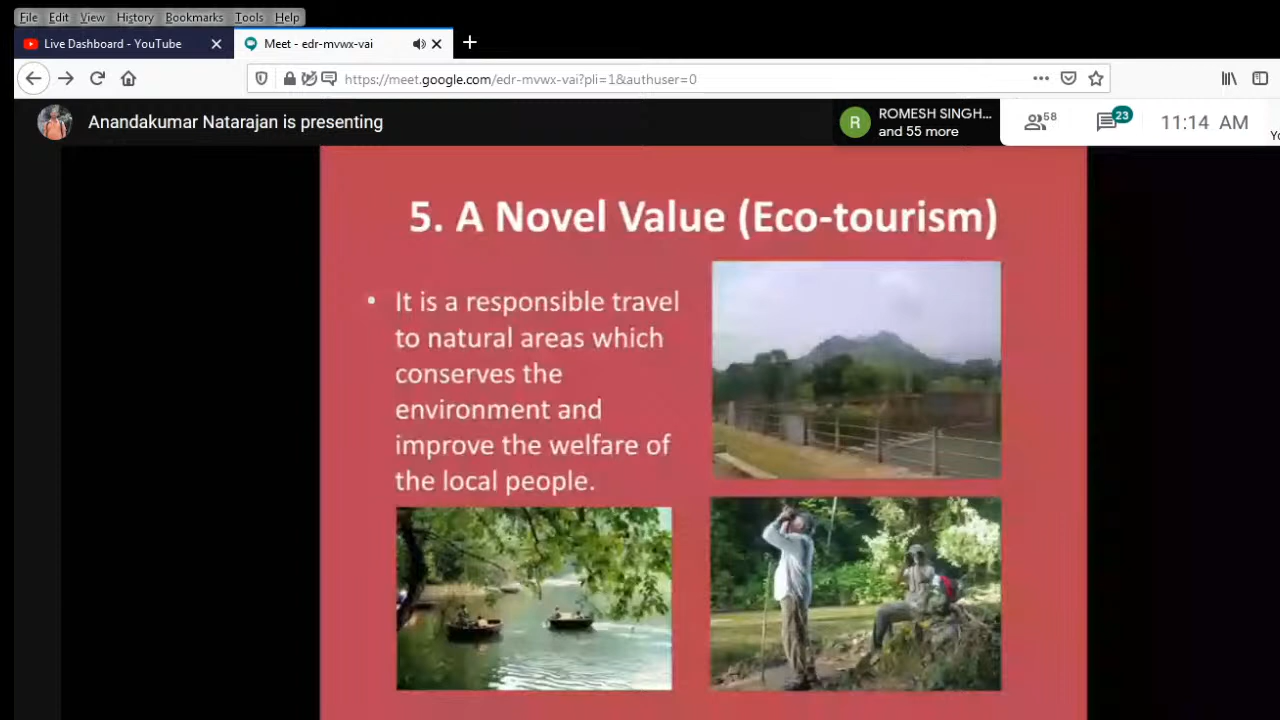 File Edit View History Bookmarks Tools Help
Live Dashboard - YouTube
Meet - edr-mvwx-vai
https://meet.google.com/edr-mvwx-vai?pli=1&authuser=0
Anandakumar Natarajan is presenting
R
ROMESH SINGH...
and 55 more
58
23
11:14 AM
5. A Novel Value (Eco-tourism)
• It is a responsible travel
to natural areas which
conserves the
environment and
improve the welfare of
the local people.